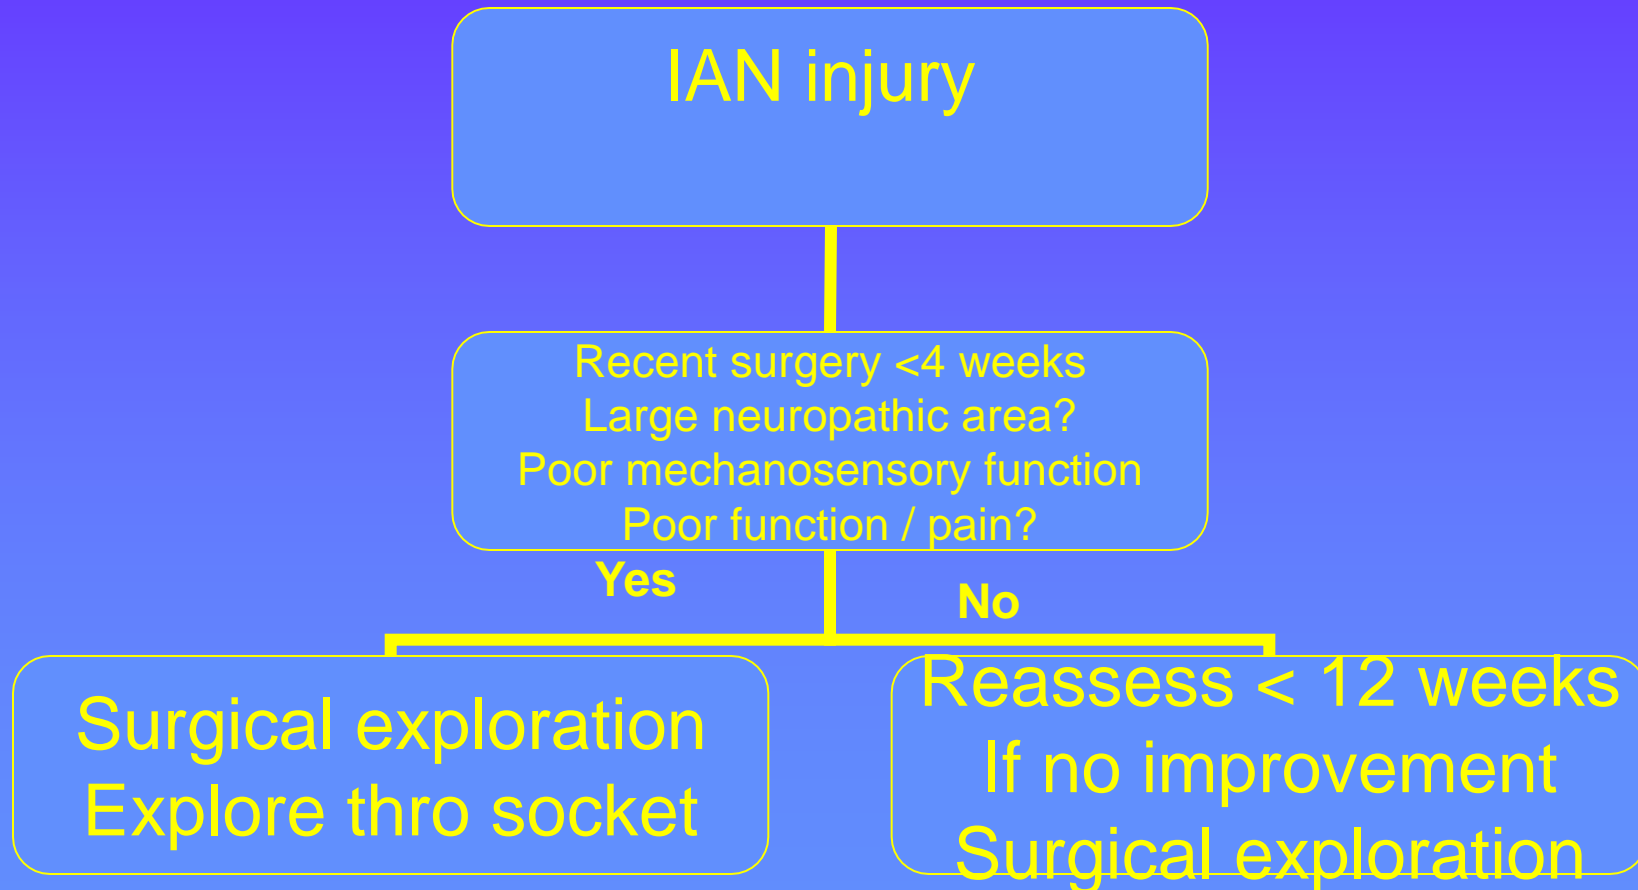 IAN injury
Recent surgery <4 weeks
Large neuropathic area?
Poor mechanosensory function
Poor function / pain?
Yes
No
Surgical exploration
Explore thro socket
Reassess < 12 weeks
If no improvement
Surgical exploration